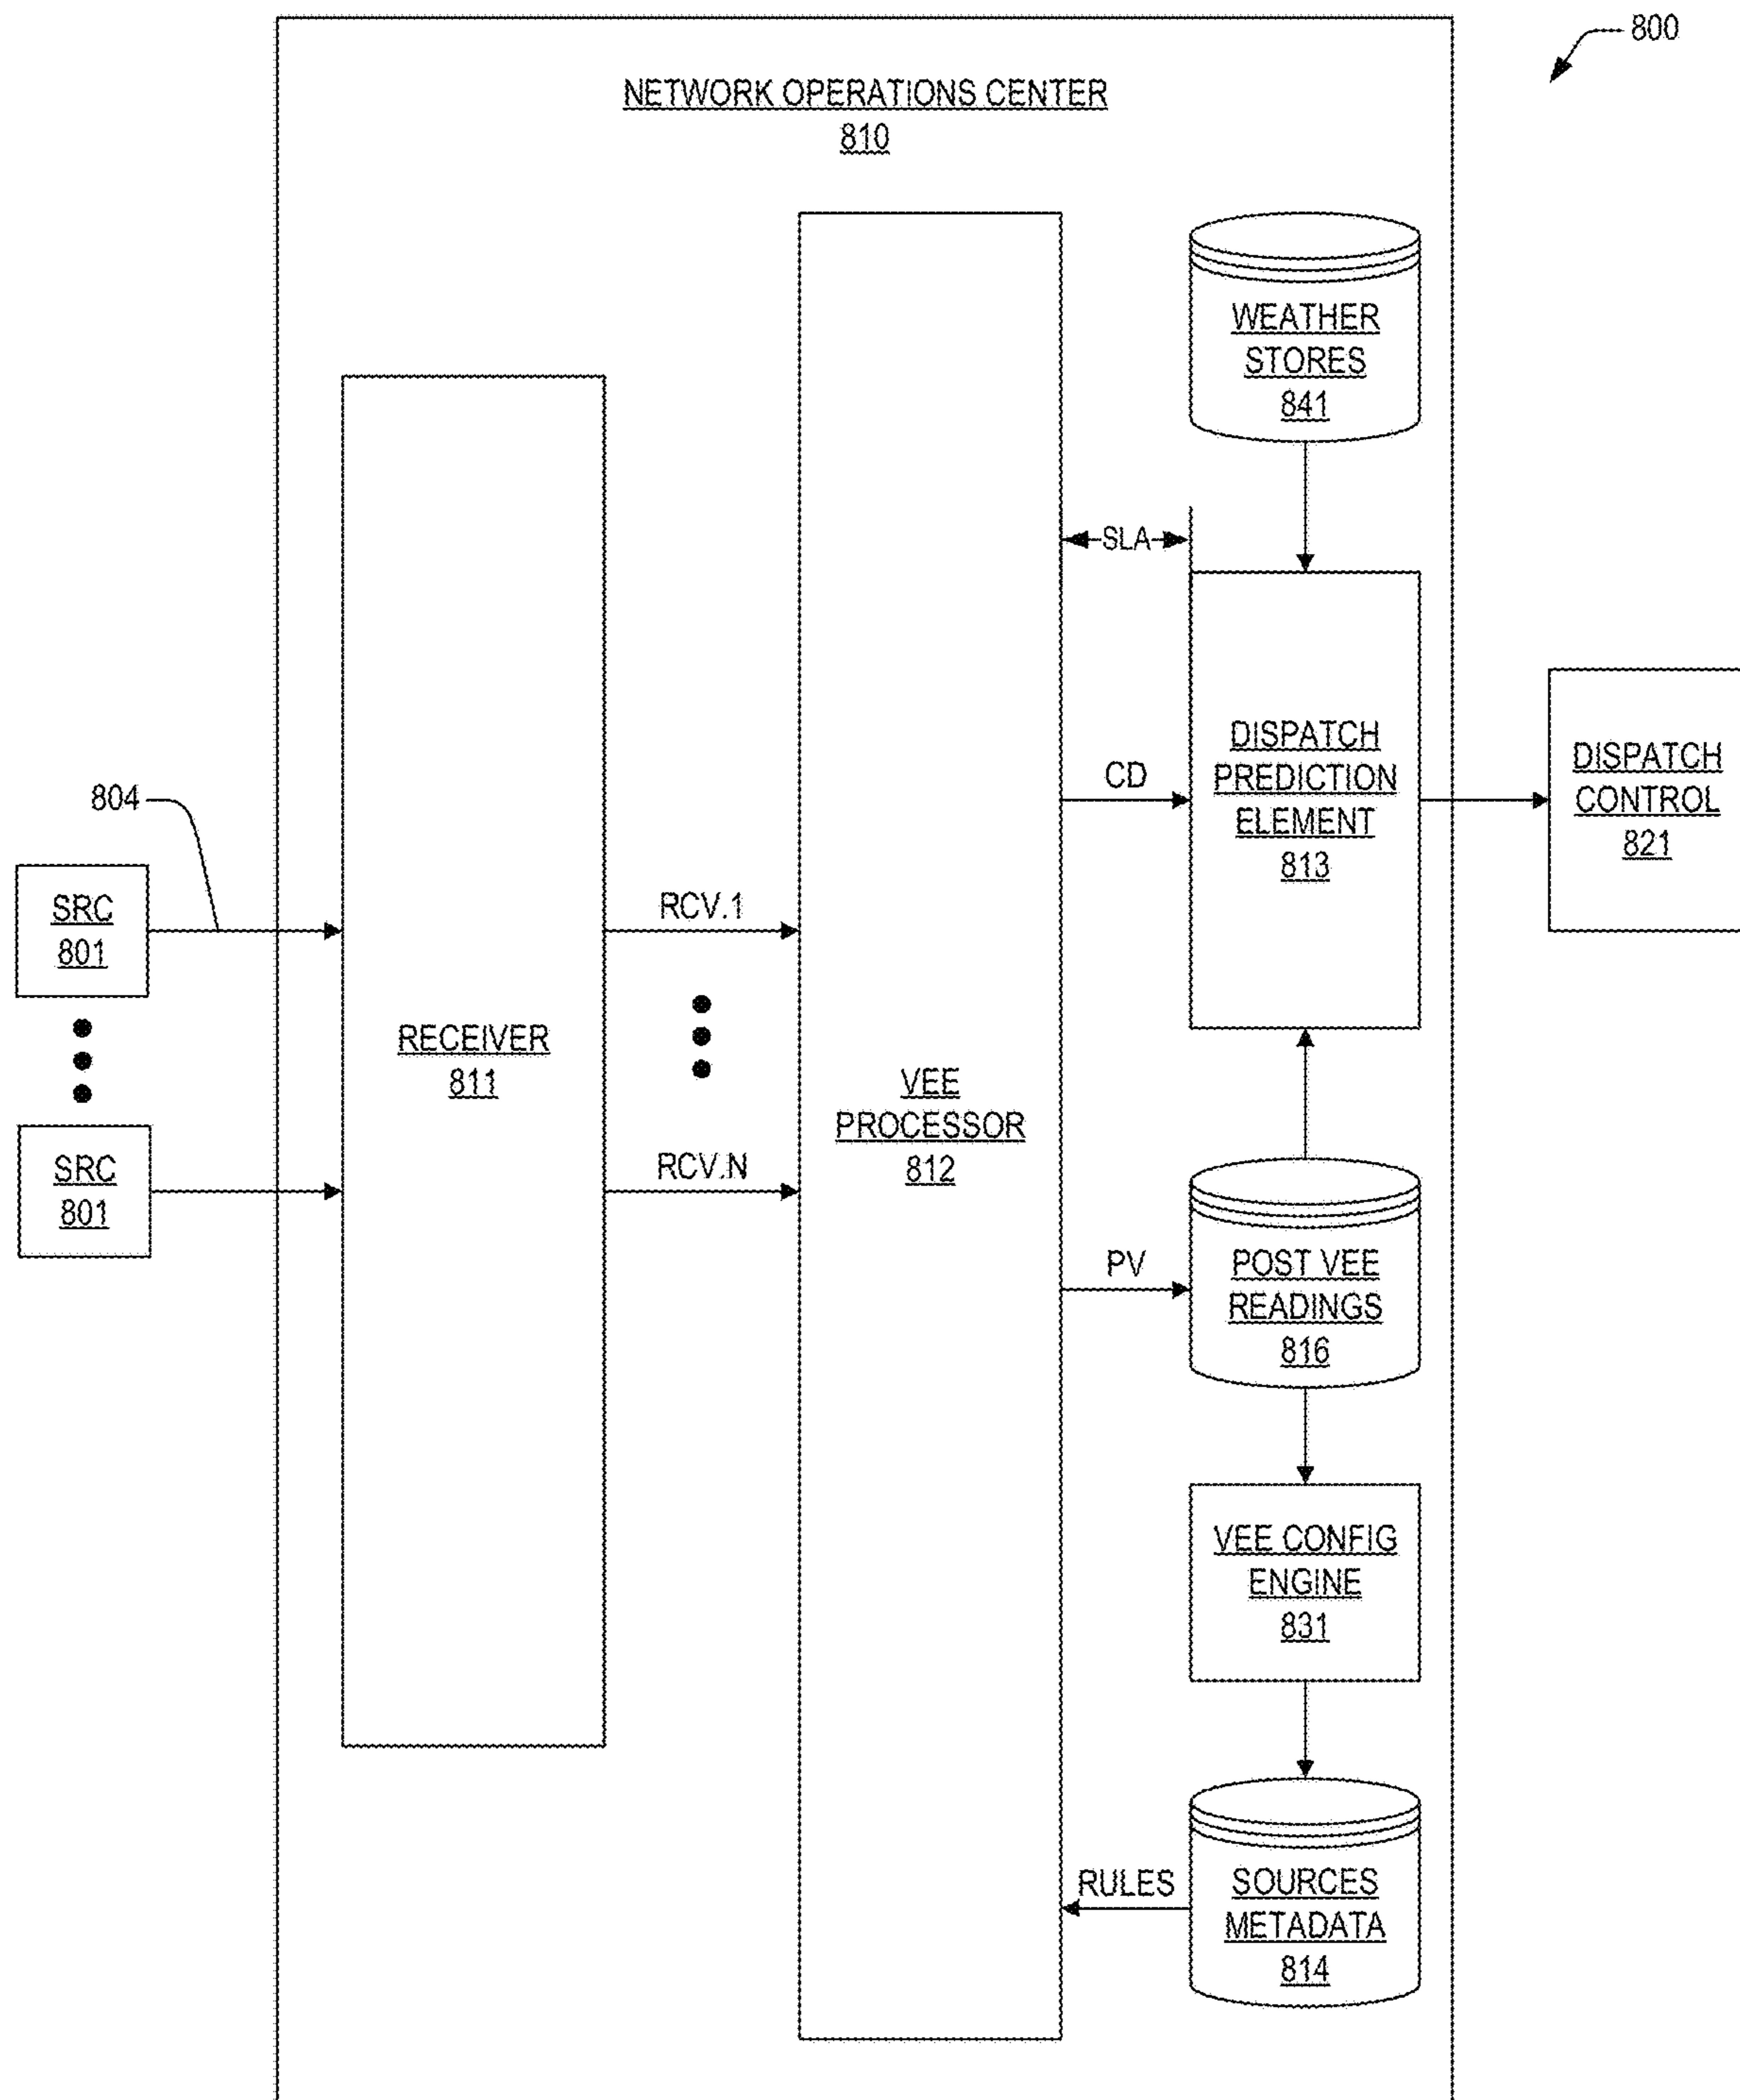 800
NETWORK OPERATIONS CENTER
810
WEATHER
STORES
841
SLA
DISPATCH
PREDICTION
ELEMENT
813
CD
DISPATCH
CONTROL
821
804
SRC
801
RCV.1
RECEIVER
811
VEE
PROCESSOR
812
SRC
801
RCV.N
PV
POST VEE
READINGS
816
VEE CONFIG
ENGINE
831
RULES
SOURCES
METADATA
814